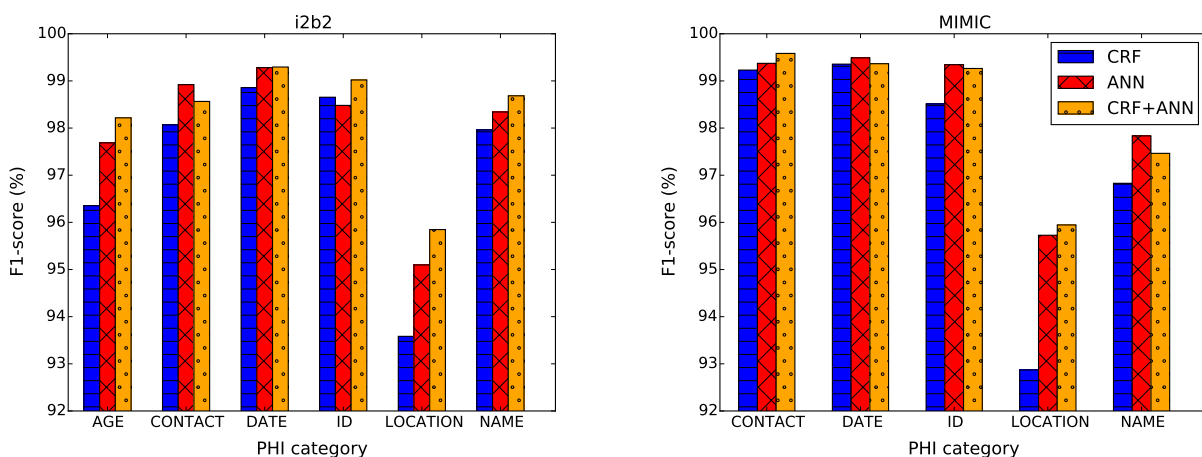 i2b2
100
99
98
97
96
95
94
93
92
F1-score (%)
AGE CONTACT DATE ID LOCATION NAME
PHI category
MIMIC
100
99
98
97
96
95
94
93
92
F1-score (%)
CRF
ANN
CRF+ANN
CONTACT DATE ID LOCATION NAME
PHI category